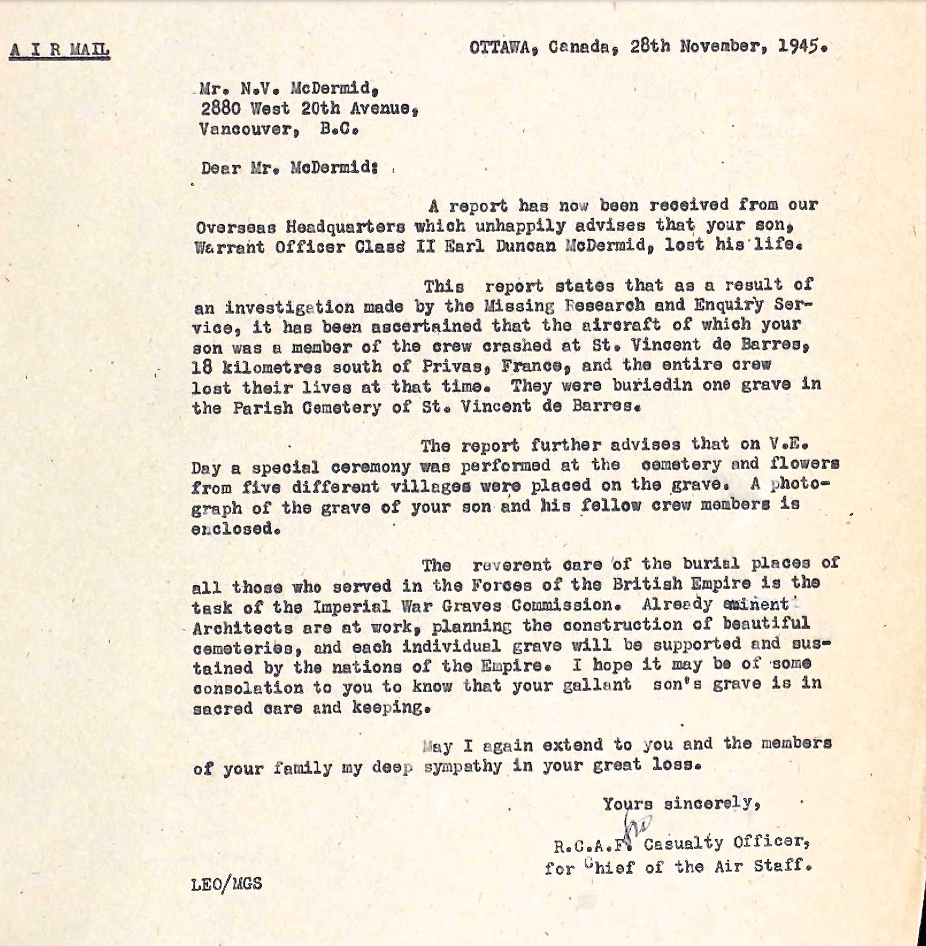 A I R MAIL
OTTAWA, Canada, 28th November, 1945.
Mr. N.V. McDermid,
2880 West 20th Avenue,
Vancouver, B.C.
Dear Mr. McDermid:
A report has now been received from our
Overseas Headquarters which unhappily advises that your son,
Warrant Officer Class II Earl Duncan McDermid, lost his life.
This report states that as a result of
an investigation made by the Missing Research and Enquiry Ser-
vice, it has been ascertained that the aircraft of which your
son was a member of the crew crashed at St. Vincent de Barres,
18 kilometres south of Privas, France, and the entire crew
lost their lives at that time. They were buriedin one grave in
the Parish Cemetery of St. Vincent de Barres.
The report further advises that on V.E.
Day a special ceremony was performed at the cemetery and flowers
from five different villages were placed on the grave. A photo-
graph of the grave of your son and his fellow crew members is
enclosed.
The reverent care of the burial places of
all those who served in the Forces of the British Empire is the
task of the Imperial War Graves Commission. Already eminent
Architects are at work, planning the construction of beautiful
cemeteries, and each individual grave will be supported and sus-
tained by the nations of the Empire. I hope it may be of some
consolation to you to know that your gallant son's grave is in
sacred care and keeping.
May I again extend to you and the members
of your family my deep sympathy in your great loss.
Yours sincerely,
R.C.A.F. Casualty Officer,
for Chief of the Air Staff.
LEO/MGS